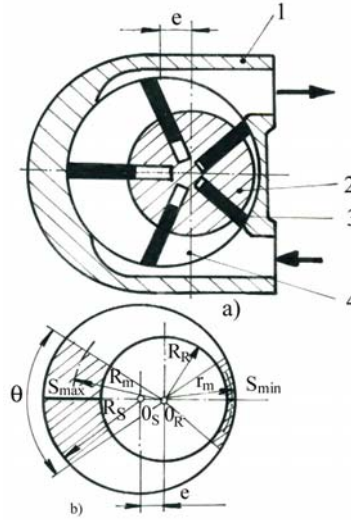 e
1
2
3
4
a)
R_R
S_max
R_m
r_m
S_min
θ
R_S
0_S
0_R
e
b)